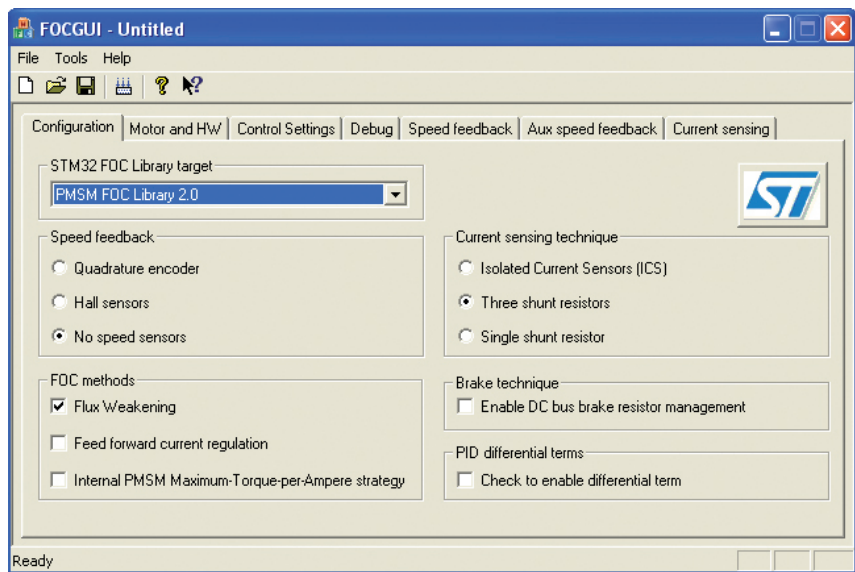 FOCGUI - Untitled
File Tools Help
Configuration Motor and HW Control Settings Debug Speed feedback Aux speed feedback Current sensing
STM32 FOC Library target
PMSM FOC Library 2.0
ST
Speed feedback
Quadrature encoder
Hall sensors
No speed sensors
Current sensing technique
Isolated Current Sensors (ICS)
Three shunt resistors
Single shunt resistor
FOC methods
Flux Weakening
Feed forward current regulation
Internal PMSM Maximum-Torque-per-Ampere strategy
Brake technique
Enable DC bus brake resistor management
PID differential terms
Check to enable differential term
Ready